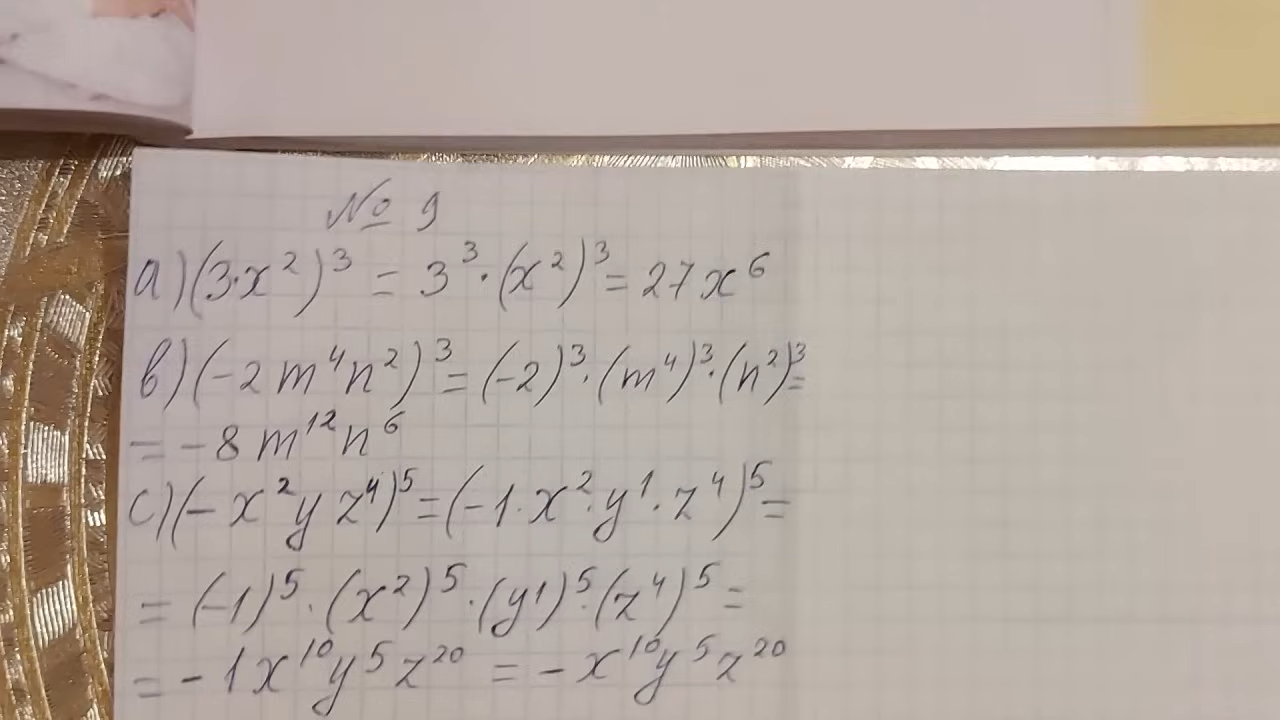 № 9
а) (3·x²)³ = 3³·(x²)³ = 27x⁶
в) (-2m⁴n²)³ = (-2)³·(m⁴)³·(n²)³ =
= -8m¹²n⁶
с) (-x²yz⁴)⁵ = (-1·x²·y¹·z⁴)⁵ =
= (-1)⁵·(x²)⁵·(y¹)⁵·(z⁴)⁵ =
= -1x¹⁰y⁵z²⁰ = -x¹⁰y⁵z²⁰